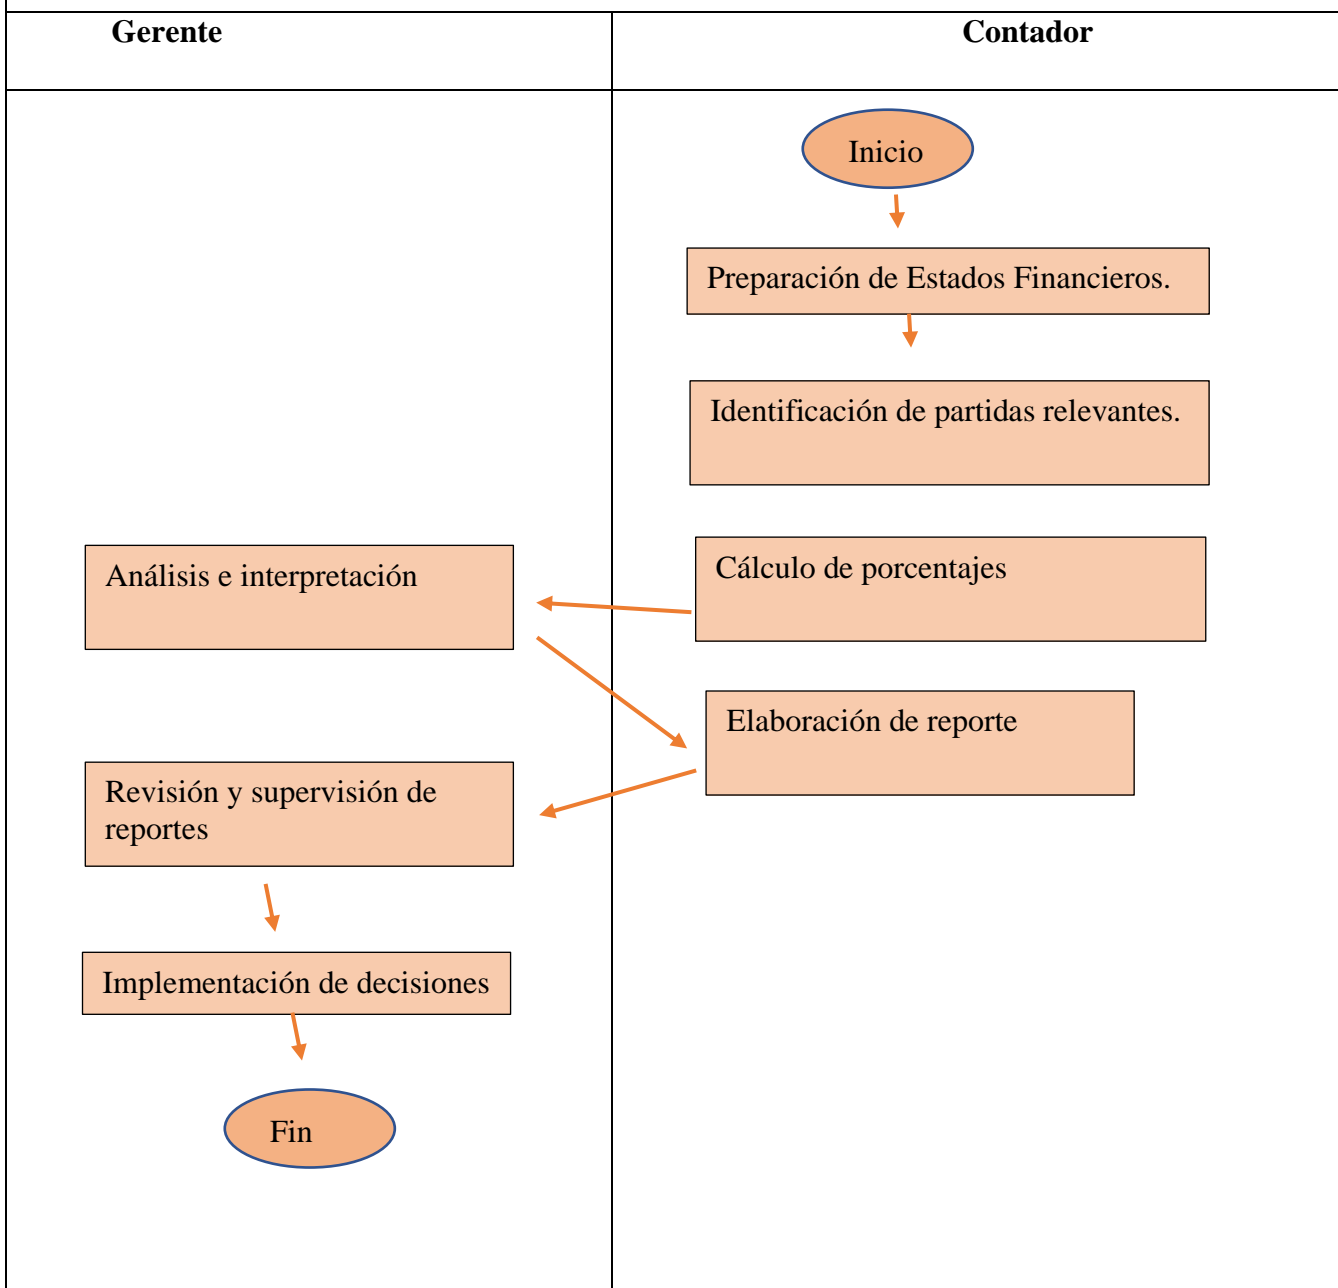 Gerente
Contador
Inicio
Preparación de Estados Financieros.
Identificación de partidas relevantes.
Cálculo de porcentajes
Análisis e interpretación
Elaboración de reporte
Revisión y supervisión de
reportes
Implementación de decisiones
Fin